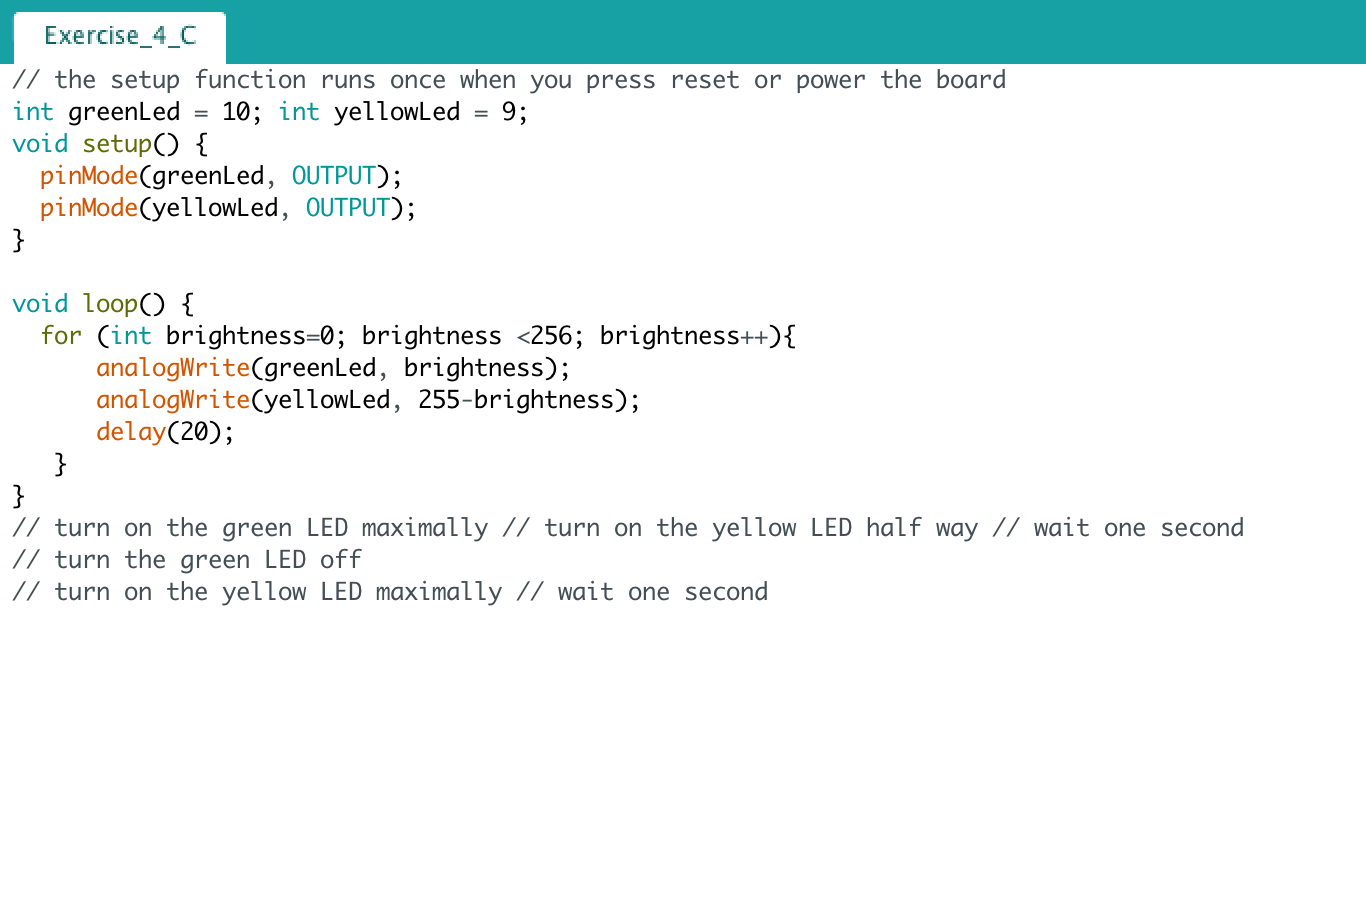 Exercise_4_C
// the setup function runs once when you press reset or power the board
int greenLed = 10; int yellowLed = 9;
void setup() {
  pinMode(greenLed, OUTPUT);
  pinMode(yellowLed, OUTPUT);
}
void loop() {
  for (int brightness=0; brightness <256; brightness++){
      analogWrite(greenLed, brightness);
      analogWrite(yellowLed, 255-brightness);
      delay(20);
   }
}
// turn on the green LED maximally // turn on the yellow LED half way // wait one second
// turn the green LED off
// turn on the yellow LED maximally // wait one second